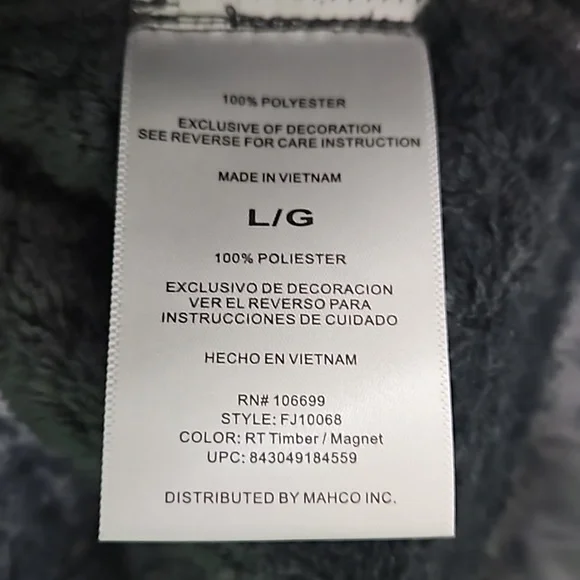 100% POLYESTER
EXCLUSIVE OF DECORATION
SEE REVERSE FOR CARE INSTRUCTION
MADE IN VIETNAM
L/G
100% POLIESTER
EXCLUSIVO DE DECORACION
VER EL REVERSO PARA
INSTRUCCIONES DE CUIDADO
HECHO EN VIETNAM
RN# 106699
STYLE: FJ10068
COLOR: RT Timber / Magnet
UPC: 843049184559
DISTRIBUTED BY MAHCO INC.